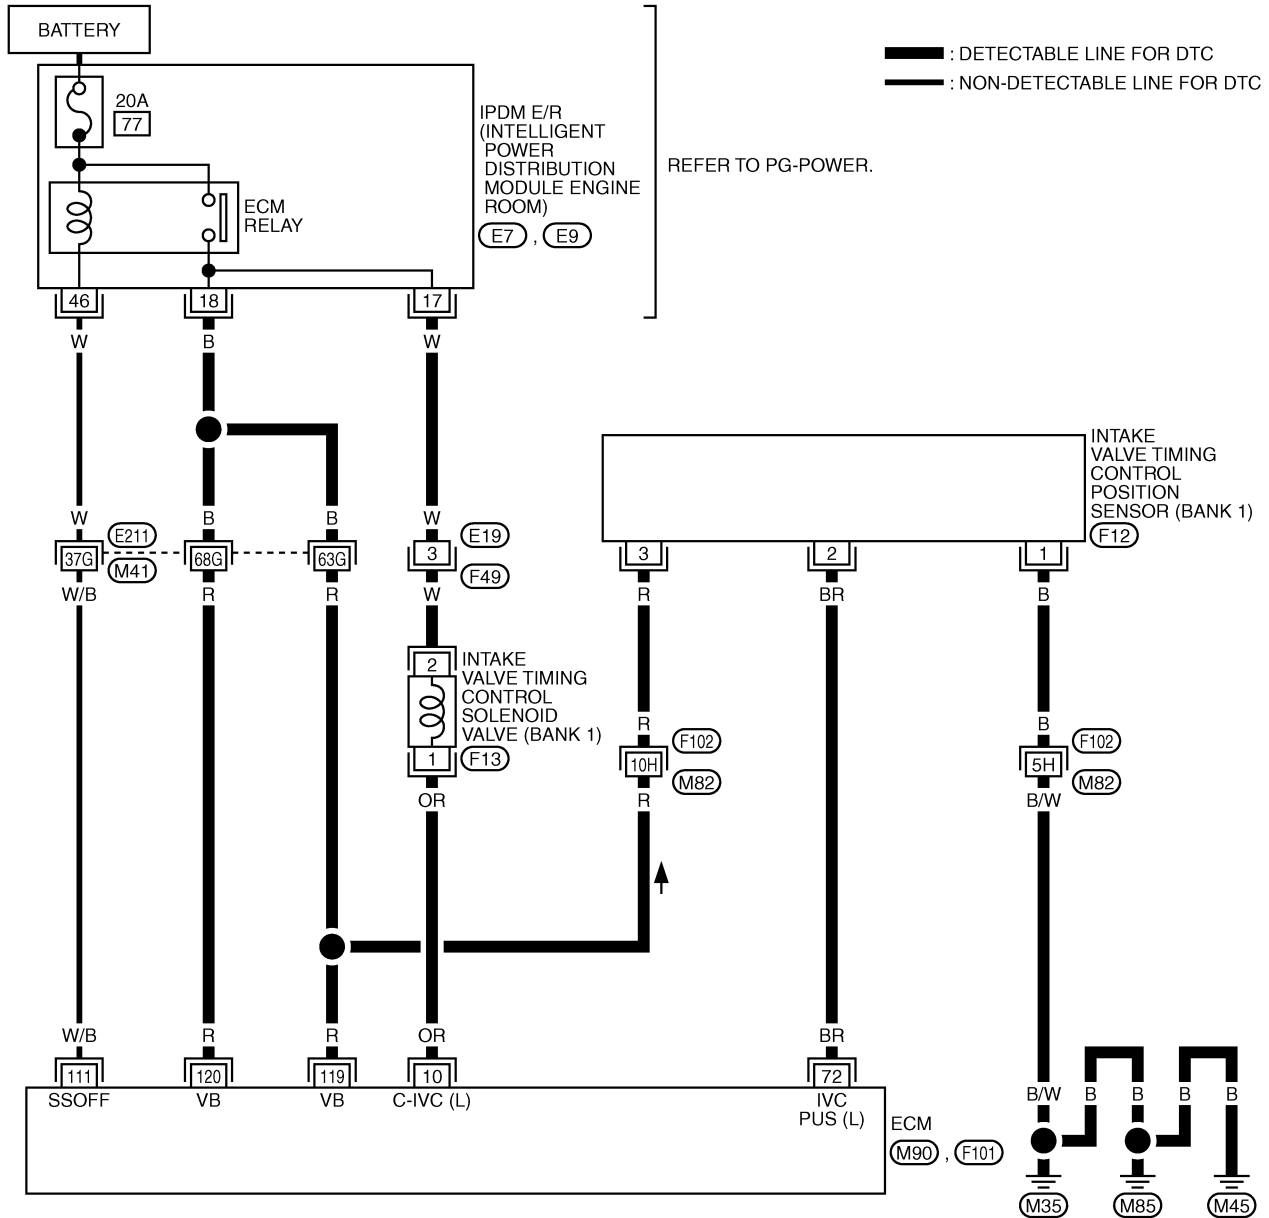 BATTERY
: DETECTABLE LINE FOR DTC
: NON-DETECTABLE LINE FOR DTC
20A
77
IPDM E/R
(INTELLIGENT
POWER
DISTRIBUTION
MODULE ENGINE
ROOM)
E7 , E9
REFER TO PG-POWER.
ECM
RELAY
46 18 17
W B W
INTAKE
VALVE TIMING
CONTROL
POSITION
SENSOR (BANK 1)
F12
W B B W
E211
M41
37G 68G 63G 3
E19
F49
3 2 1
W/B R R W
R BR B
2
INTAKE
VALVE TIMING
CONTROL
SOLENOID
VALVE (BANK 1)
1
F13
OR
R B
10H
F102
M82
5H
F102
M82
R B/W
W/B R R OR BR
111 120 119 10 72
SSOFF VB VB C-IVC (L) IVC
PUS (L)
ECM
M90 , F101
B/W B B B B
M35 M85 M45